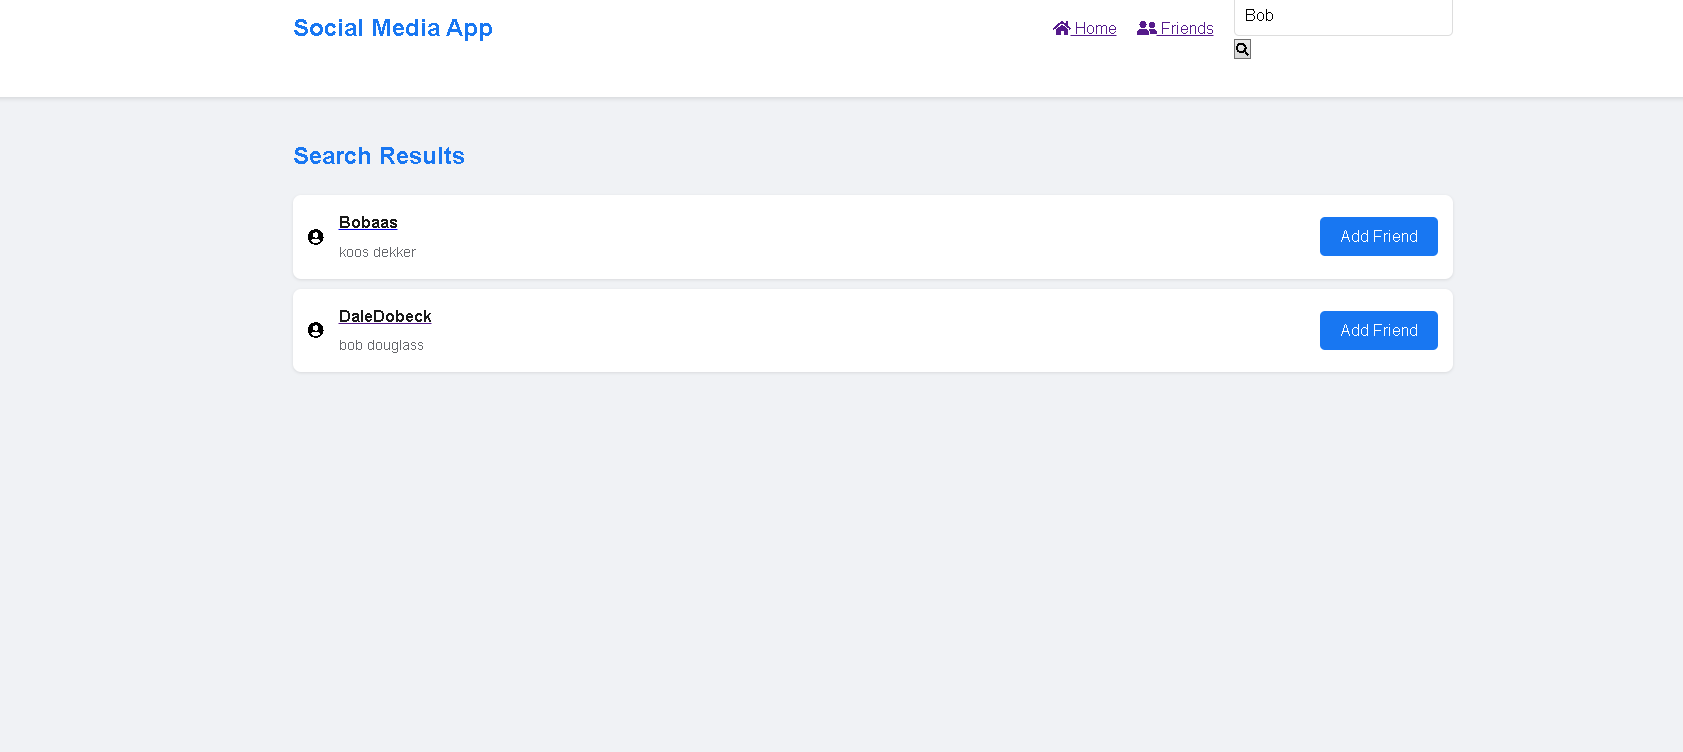 Social Media App
Home
Friends
Bob
Search Results
Bobaas
koos dekker
Add Friend
DaleDobeck
bob douglass
Add Friend